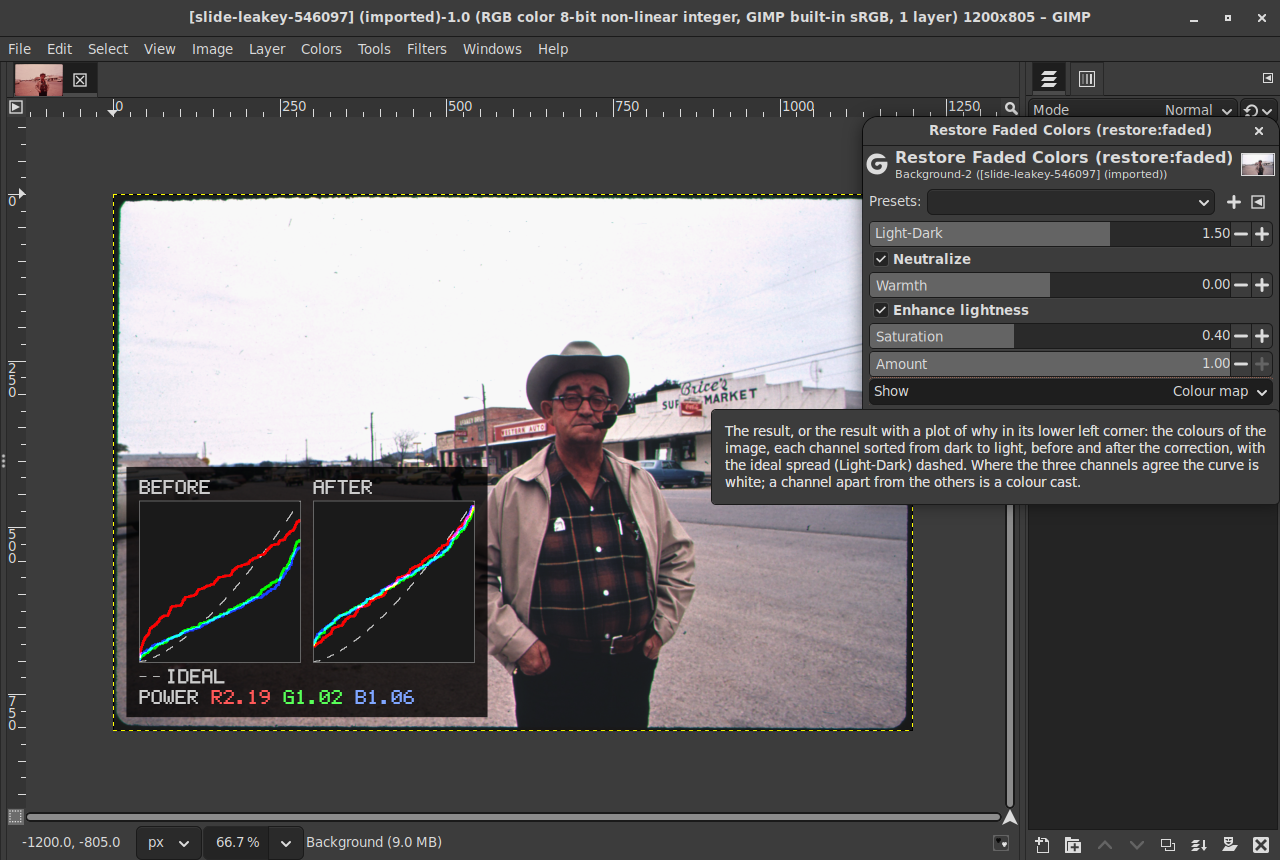 [slide-leakey-546097] (imported)-1.0 (RGB color 8-bit non-linear integer, GIMP built-in sRGB, 1 layer) 1200x805 – GIMP
File Edit Select View Image Layer Colors Tools Filters Windows Help
0 250 500 750 1000 1250
Mode Normal
Restore Faded Colors (restore:faded)
Restore Faded Colors (restore:faded)
Background-2 ([slide-leakey-546097] (imported))
Presets:
Light-Dark 1.50
Neutralize
Warmth 0.00
Enhance lightness
Saturation 0.40
Amount 1.00
Show Colour map
The result, or the result with a plot of why in its lower left corner: the colours of the
image, each channel sorted from dark to light, before and after the correction, with
the ideal spread (Light-Dark) dashed. Where the three channels agree the curve is
white; a channel apart from the others is a colour cast.
0
250
500
750
Brice's
SUPER MARKET
WESTERN AUTO
BEFORE AFTER
-- IDEAL
POWER R2.19 G1.02 B1.06
-1200.0, -805.0 px 66.7 % Background (9.0 MB)